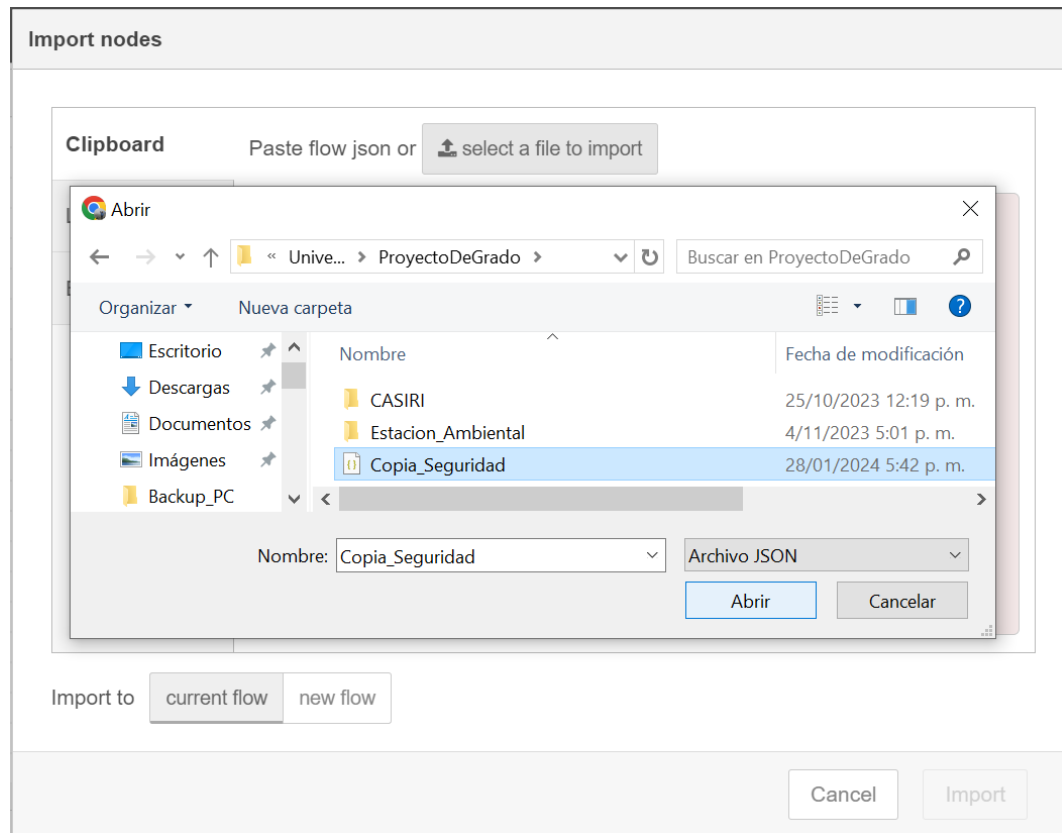 Import nodes
Clipboard
Paste flow json or select a file to import
Abrir
« Unive... > ProyectoDeGrado >
Buscar en ProyectoDeGrado
Organizar
Nueva carpeta
?
Escritorio
Descargas
Documentos
Imágenes
Backup_PC
Nombre Fecha de modificación
CASIRI 25/10/2023 12:19 p. m.
Estacion_Ambiental 4/11/2023 5:01 p. m.
Copia_Seguridad 28/01/2024 5:42 p. m.
Nombre: Copia_Seguridad Archivo JSON
Abrir Cancelar
Import to current flow new flow
Cancel Import